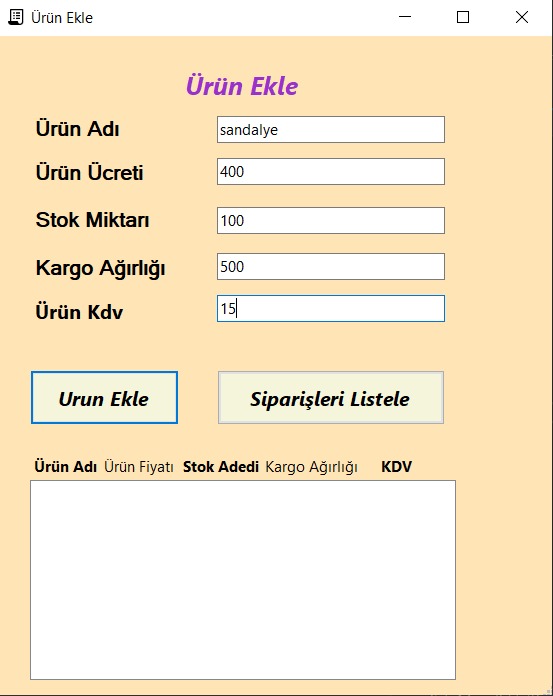 Ürün Ekle
Ürün Ekle
Ürün Adı sandalye
Ürün Ücreti 400
Stok Miktarı 100
Kargo Ağırlığı 500
Ürün Kdv 15
Urun Ekle Siparişleri Listele
Ürün Adı Ürün Fiyatı Stok Adedi Kargo Ağırlığı KDV